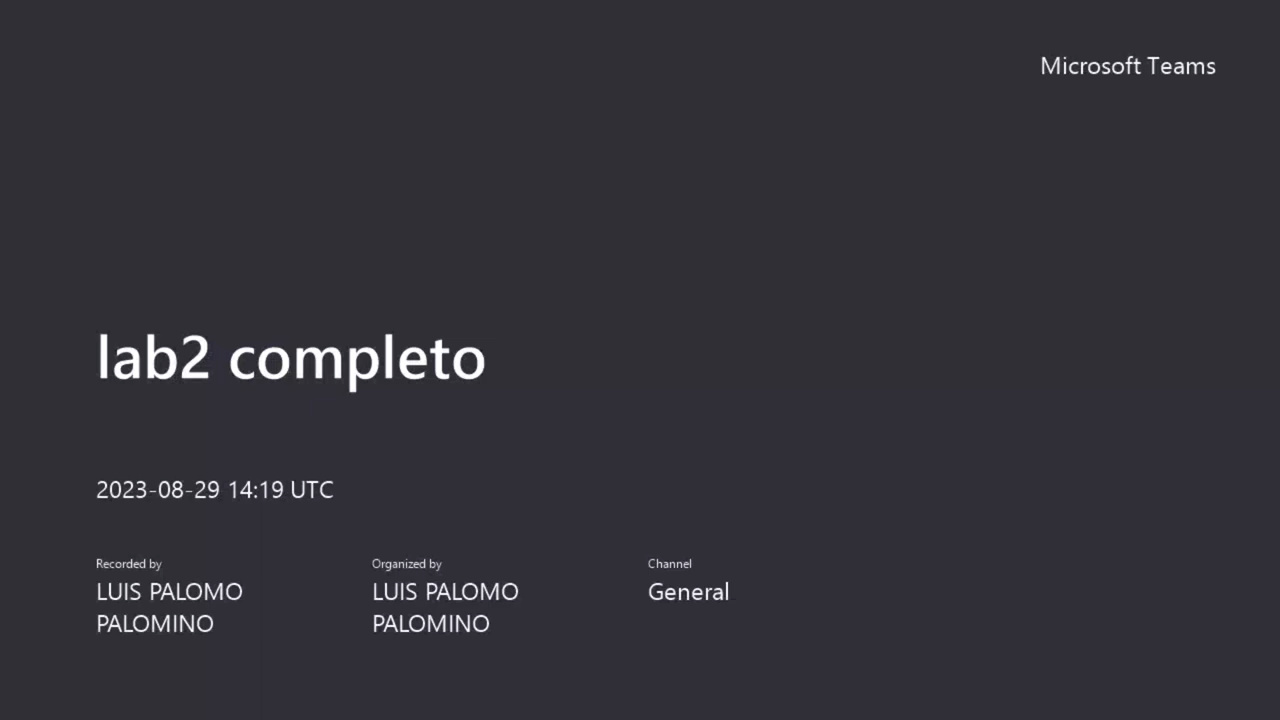 Microsoft Teams
lab2 completo
2023-08-29 14:19 UTC
Recorded by
LUIS PALOMO
PALOMINO
Organized by
LUIS PALOMO
PALOMINO
Channel
General